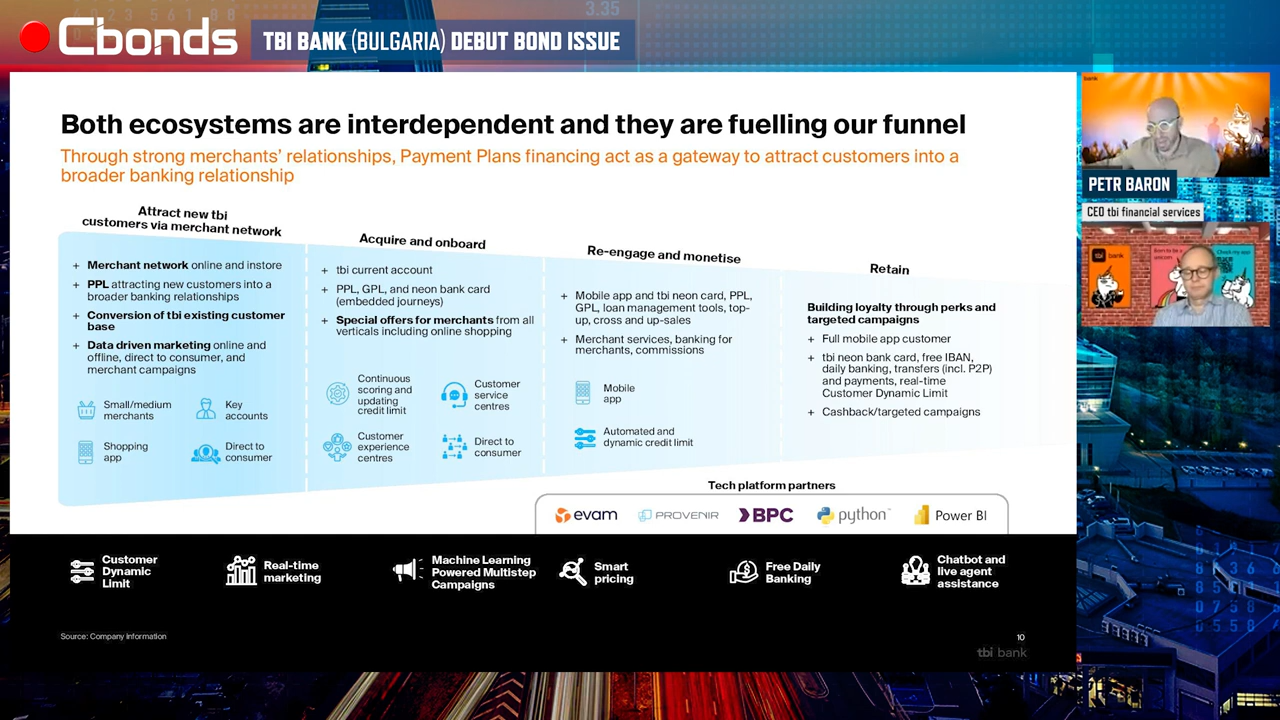 Cbonds
TBI BANK (BULGARIA) DEBUT BOND ISSUE
3.35
Both ecosystems are interdependent and they are fuelling our funnel
Through strong merchants' relationships, Payment Plans financing act as a gateway to attract customers into a
broader banking relationship
Attract new tbi
customers via merchant network
+ Merchant network online and instore
+ PPL attracting new customers into a
broader banking relationships
+ Conversion of tbi existing customer
base
+ Data driven marketing online and
offline, direct to consumer, and
merchant campaigns
Small/medium
merchants
Key
accounts
Shopping
app
Direct to
consumer
Acquire and onboard
+ tbi current account
+ PPL, GPL, and neon bank card
(embedded journeys)
+ Special offers for merchants from all
verticals including online shopping
Continuous
scoring and
updating
credit limit
Customer
service
centres
Customer
experience
centres
Direct to
consumer
Re-engage and monetise
+ Mobile app and tbi neon card, PPL,
GPL, loan management tools, top-
up, cross and up-sales
+ Merchant services, banking for
merchants, commissions
Mobile
app
Automated and
dynamic credit limit
Retain
Building loyalty through perks and
targeted campaigns
+ Full mobile app customer
+ tbi neon bank card, free IBAN,
daily banking, transfers (incl. P2P)
and payments, real-time
Customer Dynamic Limit
+ Cashback/targeted campaigns
Tech platform partners
evam
PROVENIR
BPC
python
Power BI
Customer
Dynamic
Limit
Real-time
marketing
Machine Learning
Powered Multistep
Campaigns
Smart
pricing
Free Daily
Banking
Chatbot and
live agent
assistance
Source: Company Information
10
tbi bank
bank
PETR BARON
CEO tbi financial services
tbi bank